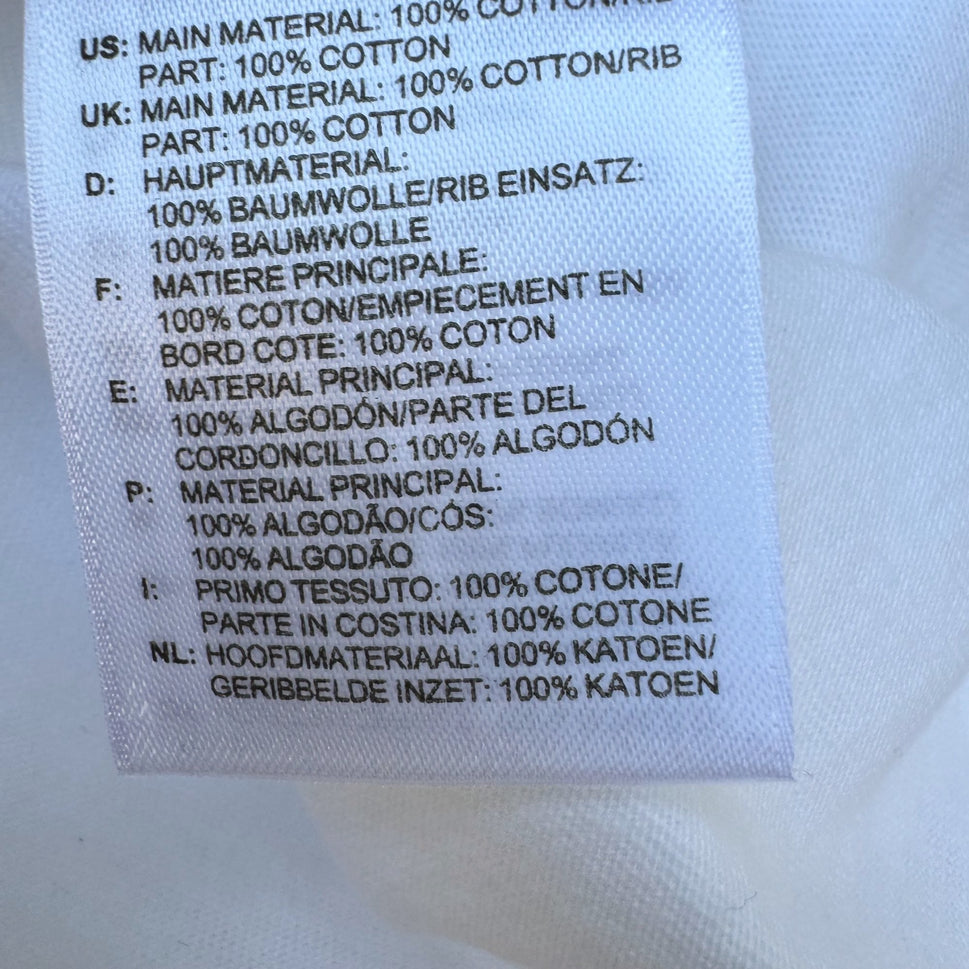 US: MAIN MATERIAL: 100% COTTON/RIB
PART: 100% COTTON
UK: MAIN MATERIAL: 100% COTTON/RIB
PART: 100% COTTON
D: HAUPTMATERIAL:
100% BAUMWOLLE/RIB EINSATZ:
100% BAUMWOLLE
F: MATIERE PRINCIPALE:
100% COTON/EMPIECEMENT EN
BORD COTE: 100% COTON
E: MATERIAL PRINCIPAL:
100% ALGODÓN/PARTE DEL
CORDONCILLO: 100% ALGODÓN
P: MATERIAL PRINCIPAL:
100% ALGODÃO/CÓS:
100% ALGODÃO
I: PRIMO TESSUTO: 100% COTONE/
PARTE IN COSTINA: 100% COTONE
NL: HOOFDMATERIAAL: 100% KATOEN/
GERIBBELDE INZET: 100% KATOEN